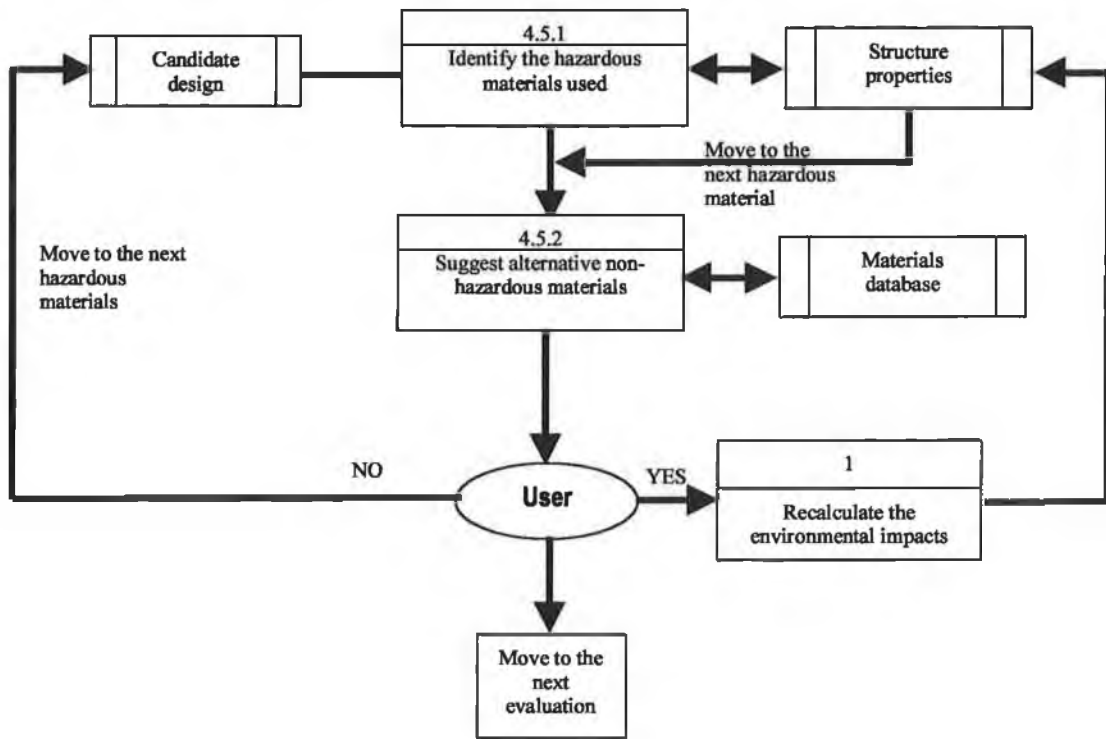 Candidate
design
4.5.1
Identify the hazardous
materials used
Structure
properties
Move to the
next hazardous
material
Move to the next
hazardous
materials
4.5.2
Suggest alternative non-
hazardous materials
Materials
database
NO
User
YES
1
Recalculate the
environmental impacts
Move to the
next
evaluation